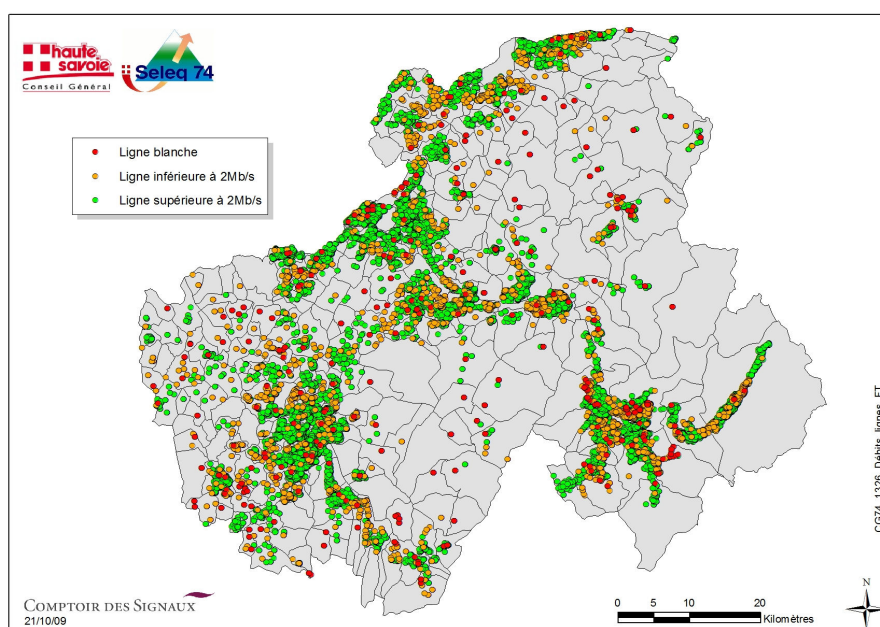 haute
savoie
Conseil Général
Seleq 74
Ligne blanche
Ligne inférieure à 2Mb/s
Ligne supérieure à 2Mb/s
CG74_1326_Débits_lignes_FT
COMPTOIR DES SIGNAUX
21/10/09
0 5 10 20
Kilomètres
N